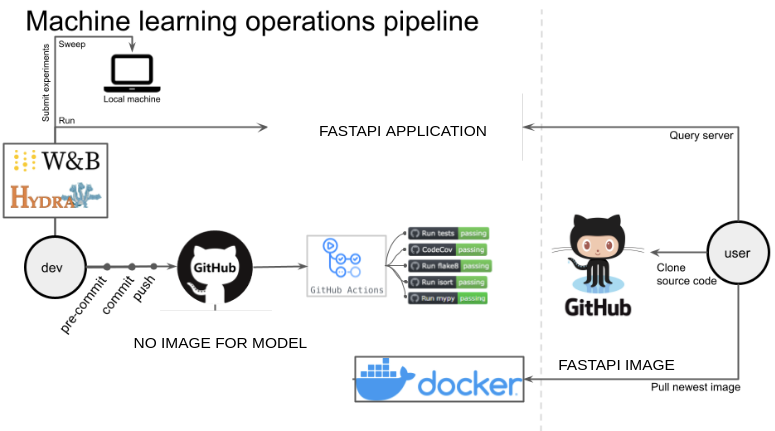 Machine learning operations pipeline
Sweep
Submit experiments
Local machine
Run
FASTAPI APPLICATION
Query server
W&B
HYDRA
dev
pre-commit
commit
push
GitHub
GitHub Actions
Run tests passing
CodeCov passing
Run flake8 passing
Run isort passing
Run mypy passing
GitHub
Clone
source code
user
NO IMAGE FOR MODEL
docker
FASTAPI IMAGE
Pull newest image